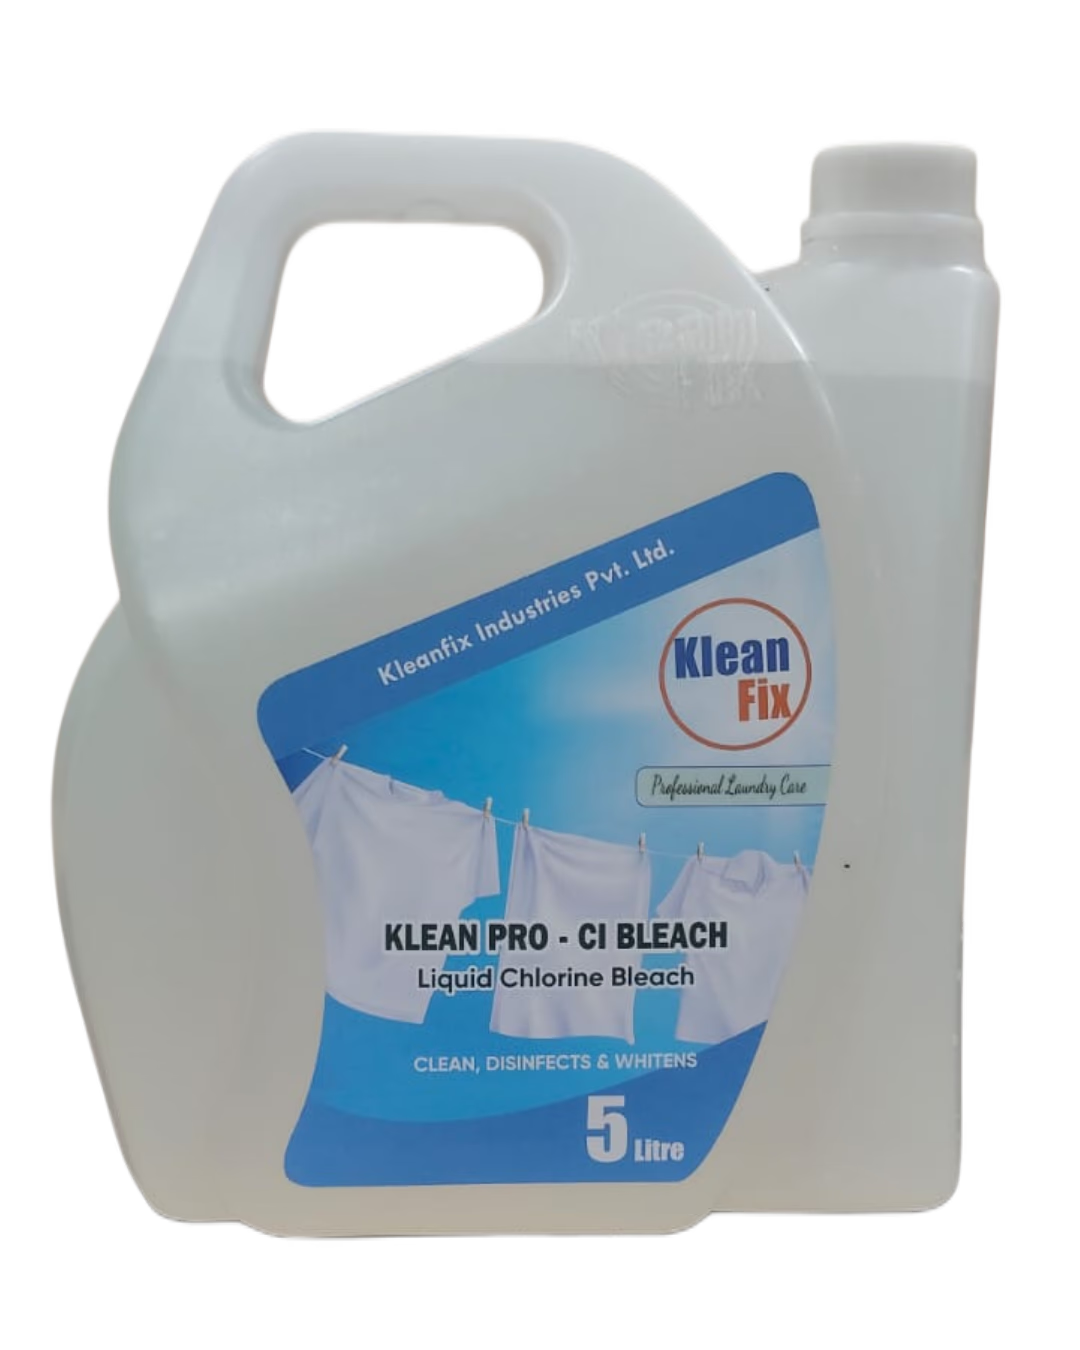 Kleanfix Industries Pvt. Ltd.
Klean
Fix
Professional Laundry Care
KLEAN PRO - CI BLEACH
Liquid Chlorine Bleach
CLEAN, DISINFECTS & WHITENS
5 Litre